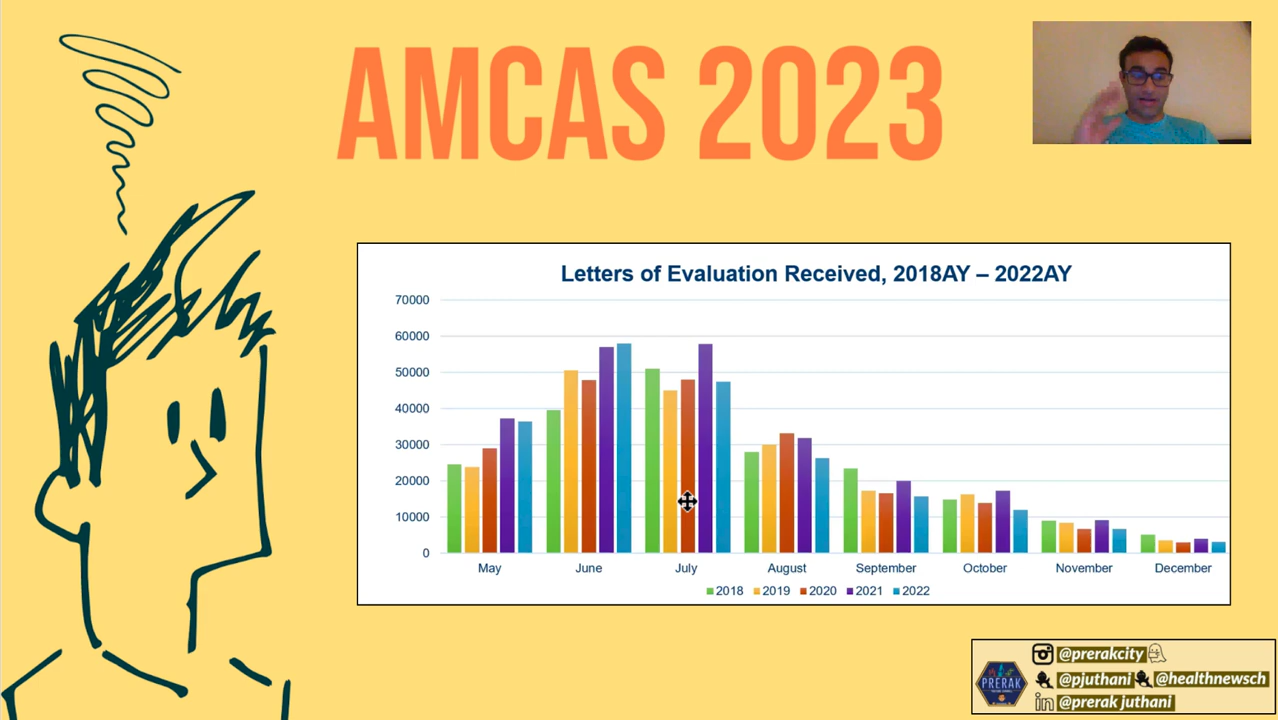 AMCAS 2023
Letters of Evaluation Received, 2018AY – 2022AY
70000
60000
50000
40000
30000
20000
10000
0
May June July August September October November December
2018 2019 2020 2021 2022
@prerakcity
@pjuthani @healthnewsch
PRERAK
in @prerak juthani